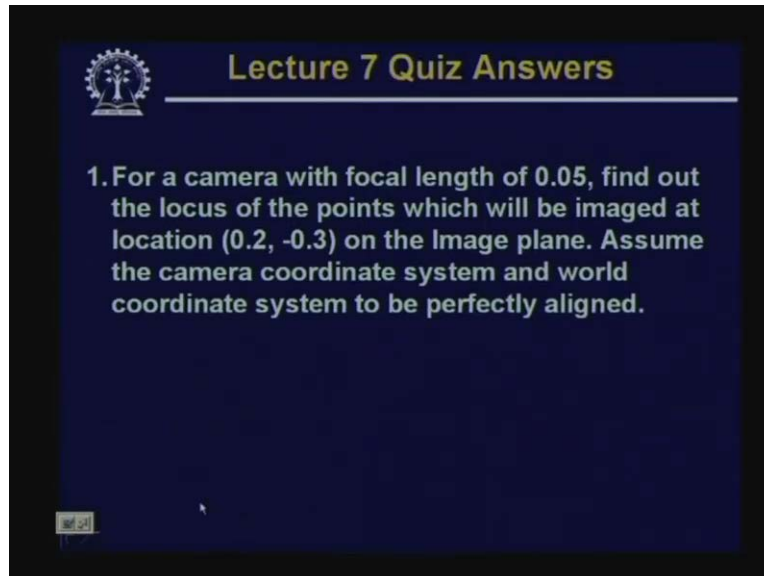 Lecture 7 Quiz Answers
1. For a camera with focal length of 0.05, find out
the locus of the points which will be imaged at
location (0.2, -0.3) on the Image plane. Assume
the camera coordinate system and world
coordinate system to be perfectly aligned.